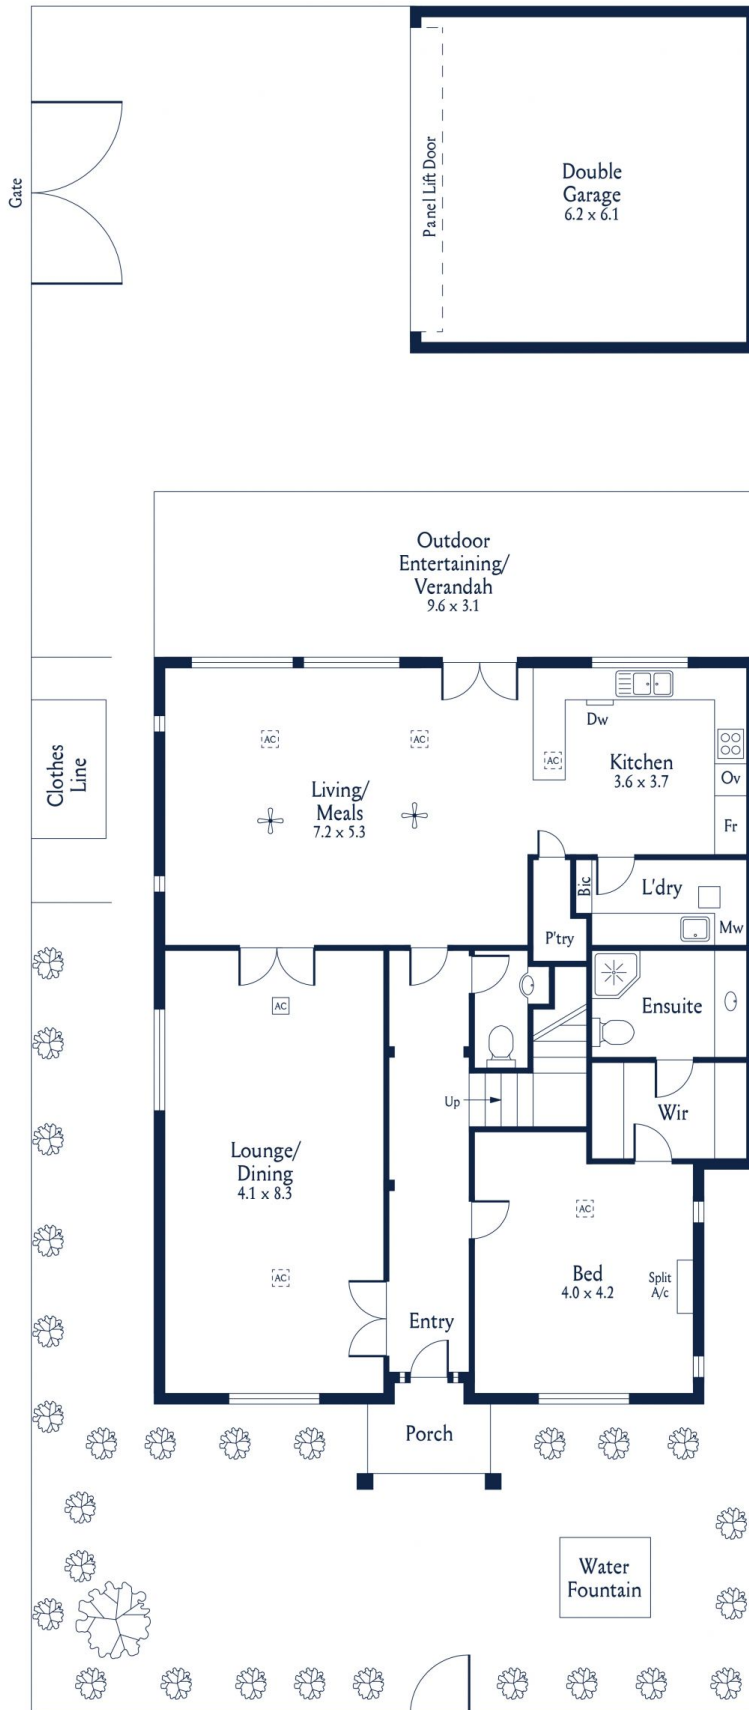 Gate
Panel Lift Door
Double
Garage
6.2 x 6.1
Outdoor
Entertaining/
Verandah
9.6 x 3.1
Clothes
Line
AC
AC
AC
Dw
Kitchen
3.6 x 3.7
Ov
Fr
Living/
Meals
7.2 x 5.3
Bic
L'dry
Mw
P'try
AC
Ensuite
Up
Wir
Lounge/
Dining
4.1 x 8.3
AC
AC
Bed
4.0 x 4.2
Split
A/c
Entry
Porch
Water
Fountain